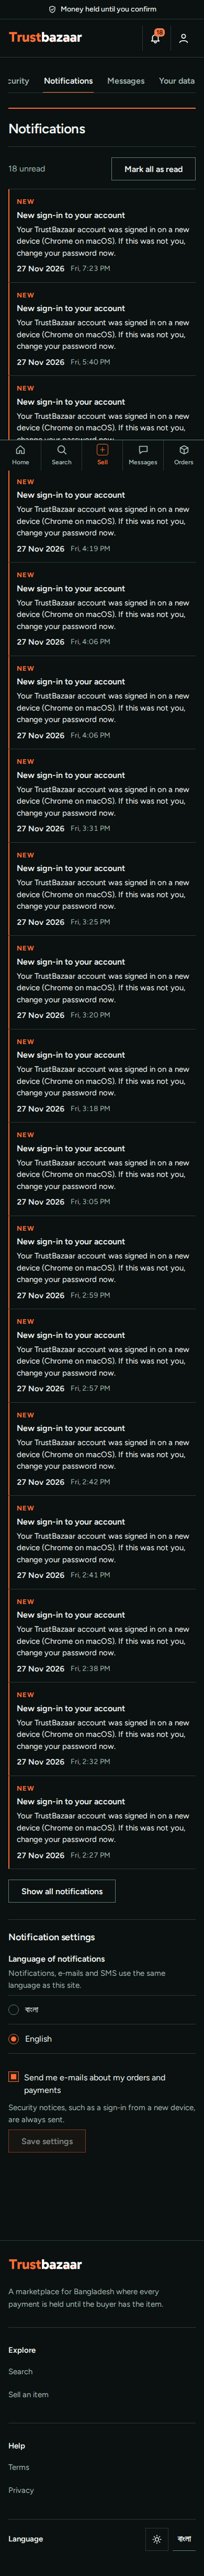 Money held until you confirm
Trustbazaar
18
Notifications
Messages
Your data
Notifications
18 unread
Mark all as read
NEW
New sign-in to your account
Your TrustBazaar account was signed in on a new
device (Chrome on macOS). If this was not you,
change your password now.
27 Nov 2026 Fri, 7:23 PM
NEW
New sign-in to your account
Your TrustBazaar account was signed in on a new
device (Chrome on macOS). If this was not you,
change your password now.
27 Nov 2026 Fri, 5:40 PM
NEW
New sign-in to your account
Your TrustBazaar account was signed in on a new
device (Chrome on macOS). If this was not you,
change your password now.
Home
Search
Sell
Messages
Orders
NEW
New sign-in to your account
Your TrustBazaar account was signed in on a new
device (Chrome on macOS). If this was not you,
change your password now.
27 Nov 2026 Fri, 4:19 PM
NEW
New sign-in to your account
Your TrustBazaar account was signed in on a new
device (Chrome on macOS). If this was not you,
change your password now.
27 Nov 2026 Fri, 4:06 PM
NEW
New sign-in to your account
Your TrustBazaar account was signed in on a new
device (Chrome on macOS). If this was not you,
change your password now.
27 Nov 2026 Fri, 4:06 PM
NEW
New sign-in to your account
Your TrustBazaar account was signed in on a new
device (Chrome on macOS). If this was not you,
change your password now.
27 Nov 2026 Fri, 3:31 PM
NEW
New sign-in to your account
Your TrustBazaar account was signed in on a new
device (Chrome on macOS). If this was not you,
change your password now.
27 Nov 2026 Fri, 3:25 PM
NEW
New sign-in to your account
Your TrustBazaar account was signed in on a new
device (Chrome on macOS). If this was not you,
change your password now.
27 Nov 2026 Fri, 3:20 PM
NEW
New sign-in to your account
Your TrustBazaar account was signed in on a new
device (Chrome on macOS). If this was not you,
change your password now.
27 Nov 2026 Fri, 3:18 PM
NEW
New sign-in to your account
Your TrustBazaar account was signed in on a new
device (Chrome on macOS). If this was not you,
change your password now.
27 Nov 2026 Fri, 3:05 PM
NEW
New sign-in to your account
Your TrustBazaar account was signed in on a new
device (Chrome on macOS). If this was not you,
change your password now.
27 Nov 2026 Fri, 2:59 PM
NEW
New sign-in to your account
Your TrustBazaar account was signed in on a new
device (Chrome on macOS). If this was not you,
change your password now.
27 Nov 2026 Fri, 2:57 PM
NEW
New sign-in to your account
Your TrustBazaar account was signed in on a new
device (Chrome on macOS). If this was not you,
change your password now.
27 Nov 2026 Fri, 2:42 PM
NEW
New sign-in to your account
Your TrustBazaar account was signed in on a new
device (Chrome on macOS). If this was not you,
change your password now.
27 Nov 2026 Fri, 2:41 PM
NEW
New sign-in to your account
Your TrustBazaar account was signed in on a new
device (Chrome on macOS). If this was not you,
change your password now.
27 Nov 2026 Fri, 2:38 PM
NEW
New sign-in to your account
Your TrustBazaar account was signed in on a new
device (Chrome on macOS). If this was not you,
change your password now.
27 Nov 2026 Fri, 2:32 PM
NEW
New sign-in to your account
Your TrustBazaar account was signed in on a new
device (Chrome on macOS). If this was not you,
change your password now.
27 Nov 2026 Fri, 2:27 PM
Show all notifications
Notification settings
Language of notifications
Notifications, e-mails and SMS use the same
language as this site.
বাংলা
English
Send me e-mails about my orders and
payments
Security notices, such as a sign-in from a new device,
are always sent.
Save settings
Trustbazaar
A marketplace for Bangladesh where every
payment is held until the buyer has the item.
Explore
Search
Sell an item
Help
Terms
Privacy
Language
বাংলা